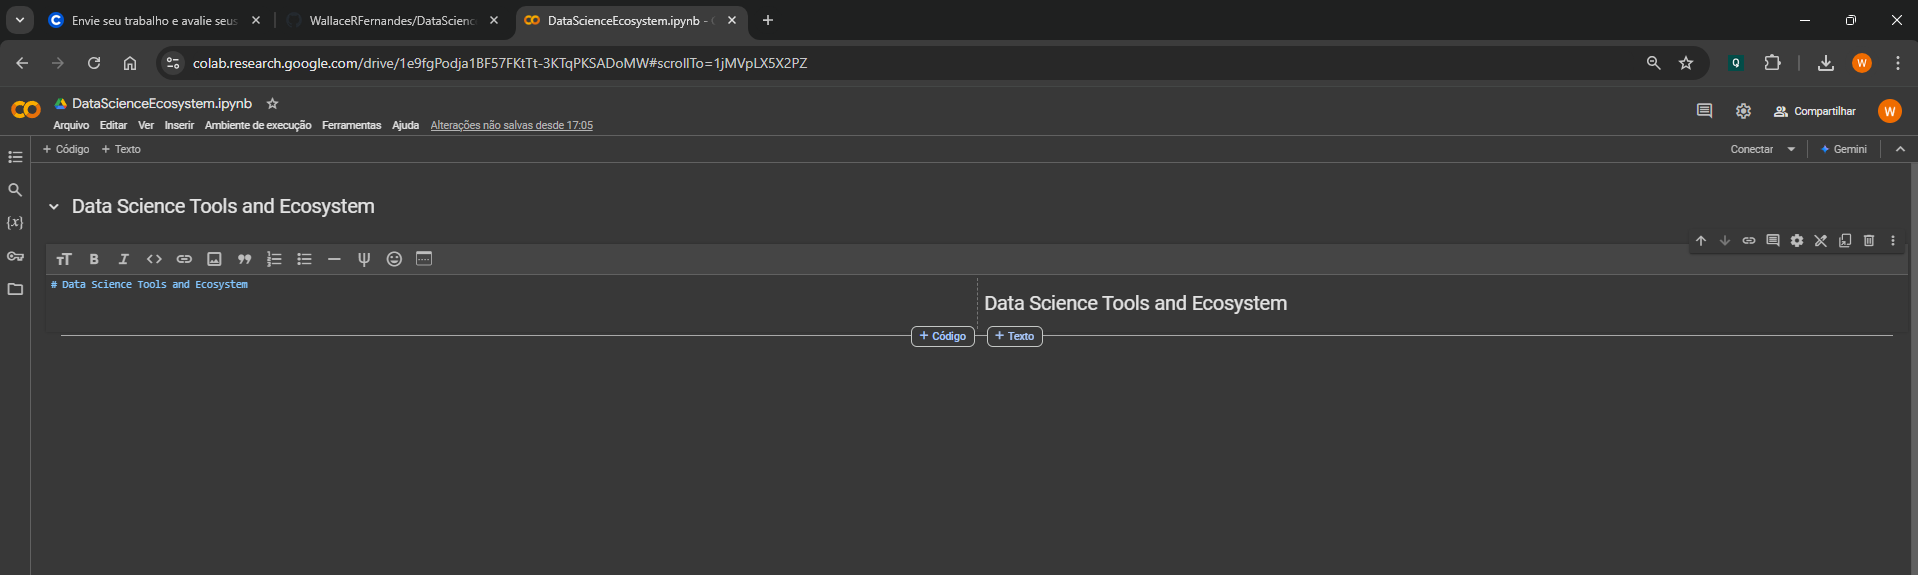 Envie seu trabalho e avalie seus
WallaceRFernandes/DataScienc
DataScienceEcosystem.ipynb - C
colab.research.google.com/drive/1e9fgPodja1BF57FKtTt-3KTqPKSADoMW#scrollTo=1jMVpLX5X2PZ
W
DataScienceEcosystem.ipynb
Arquivo Editar Ver Inserir Ambiente de execução Ferramentas Ajuda Alterações não salvas desde 17:05
Compartilhar
W
+ Código + Texto
Conectar
Gemini
{x}
Data Science Tools and Ecosystem
# Data Science Tools and Ecosystem
Data Science Tools and Ecosystem
+ Código + Texto